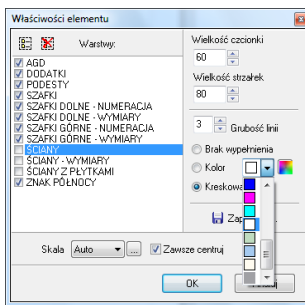 Właściwości elementu
Warstwy:
AGD
DODATKI
PODESTY
SZAFKI
SZAFKI DOLNE - NUMERACJA
SZAFKI DOLNE - WYMIARY
SZAFKI GÓRNE - NUMERACJA
SZAFKI GÓRNE - WYMIARY
ŚCIANY
ŚCIANY - WYMIARY
ŚCIANY Z PŁYTKAMI
ZNAK PÓŁNOCY
Wielkość czcionki
60
Wielkość strzałek
80
3 Grubość linii
Brak wypełnienia
Kolor
Kreskowa
Skala Auto ... Zawsze centruj
OK